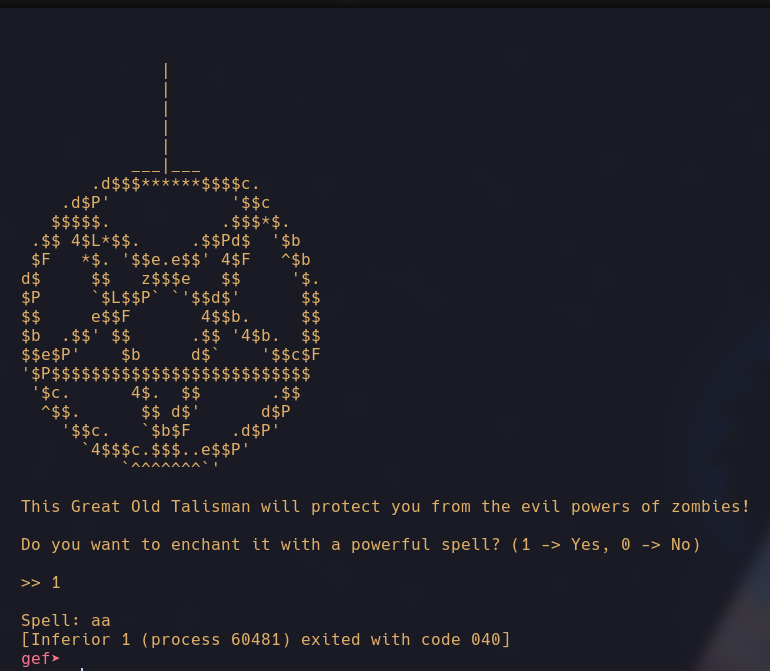 |
                |
                |
                |
                |
             ___|___
         .d$$$******$$$$c.
      .d$P'            '$$c
     $$$$$.           .$$$*$.
   .$$ 4$L*$$.     .$$Pd$  '$b
   $F   *$. '$$e.e$$' 4$F   ^$b
  d$     $$   z$$$e   $$     '$.
  $P     `$L$$P` `'$$d$'      $$
  $$     e$$F       4$$b.     $$
  $b  .$$' $$      .$$ '4$b.  $$
  $$e$P'    $b     d$`    '$$c$F
  '$P$$$$$$$$$$$$$$$$$$$$$$$$$$
   '$c.      4$.  $$       .$$
    ^$$.      $$ d$'      d$P
      '$$c.   `$b$F    .d$P'
        `4$$$c.$$$..e$$P'
            `^^^^^^^`'
This Great Old Talisman will protect you from the evil powers of zombies!
Do you want to enchant it with a powerful spell? (1 -> Yes, 0 -> No)
>> 1
Spell: aa
[Inferior 1 (process 60481) exited with code 040]
gef➤